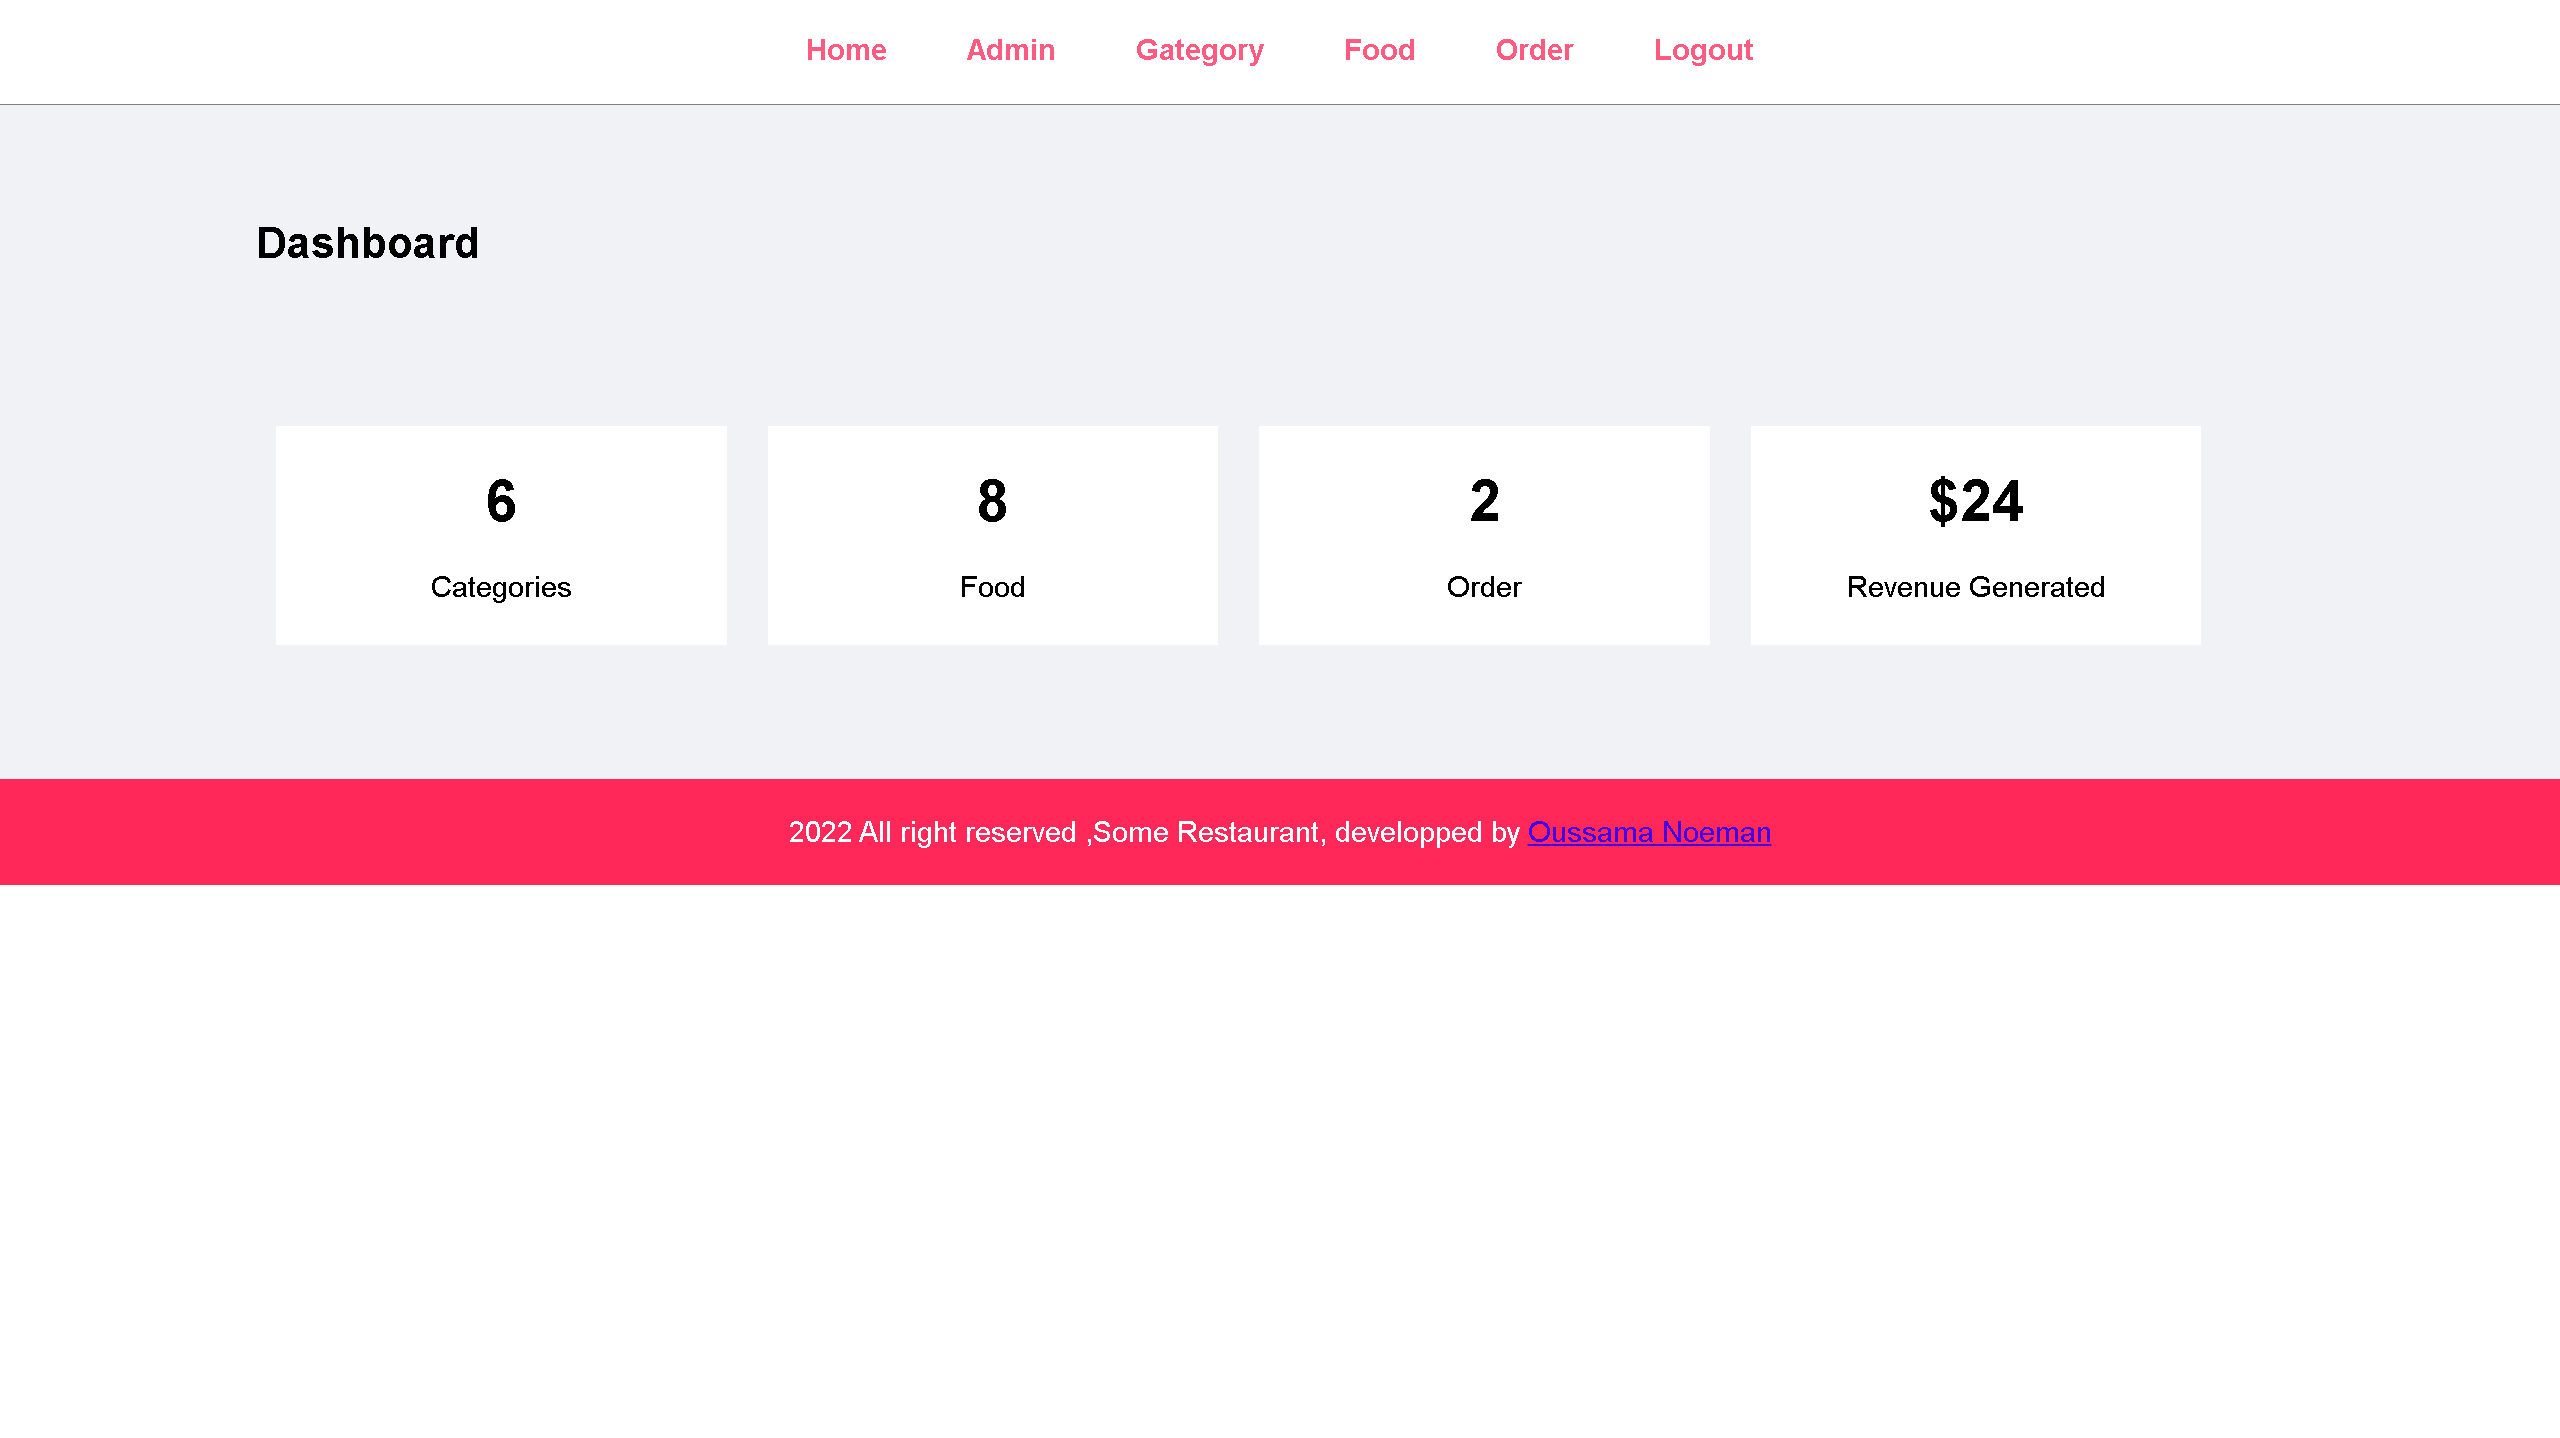 Home Admin Gategory Food Order Logout
Dashboard
6 8 2 $24
Categories Food Order Revenue Generated
2022 All right reserved ,Some Restaurant, developped by Oussama Noeman